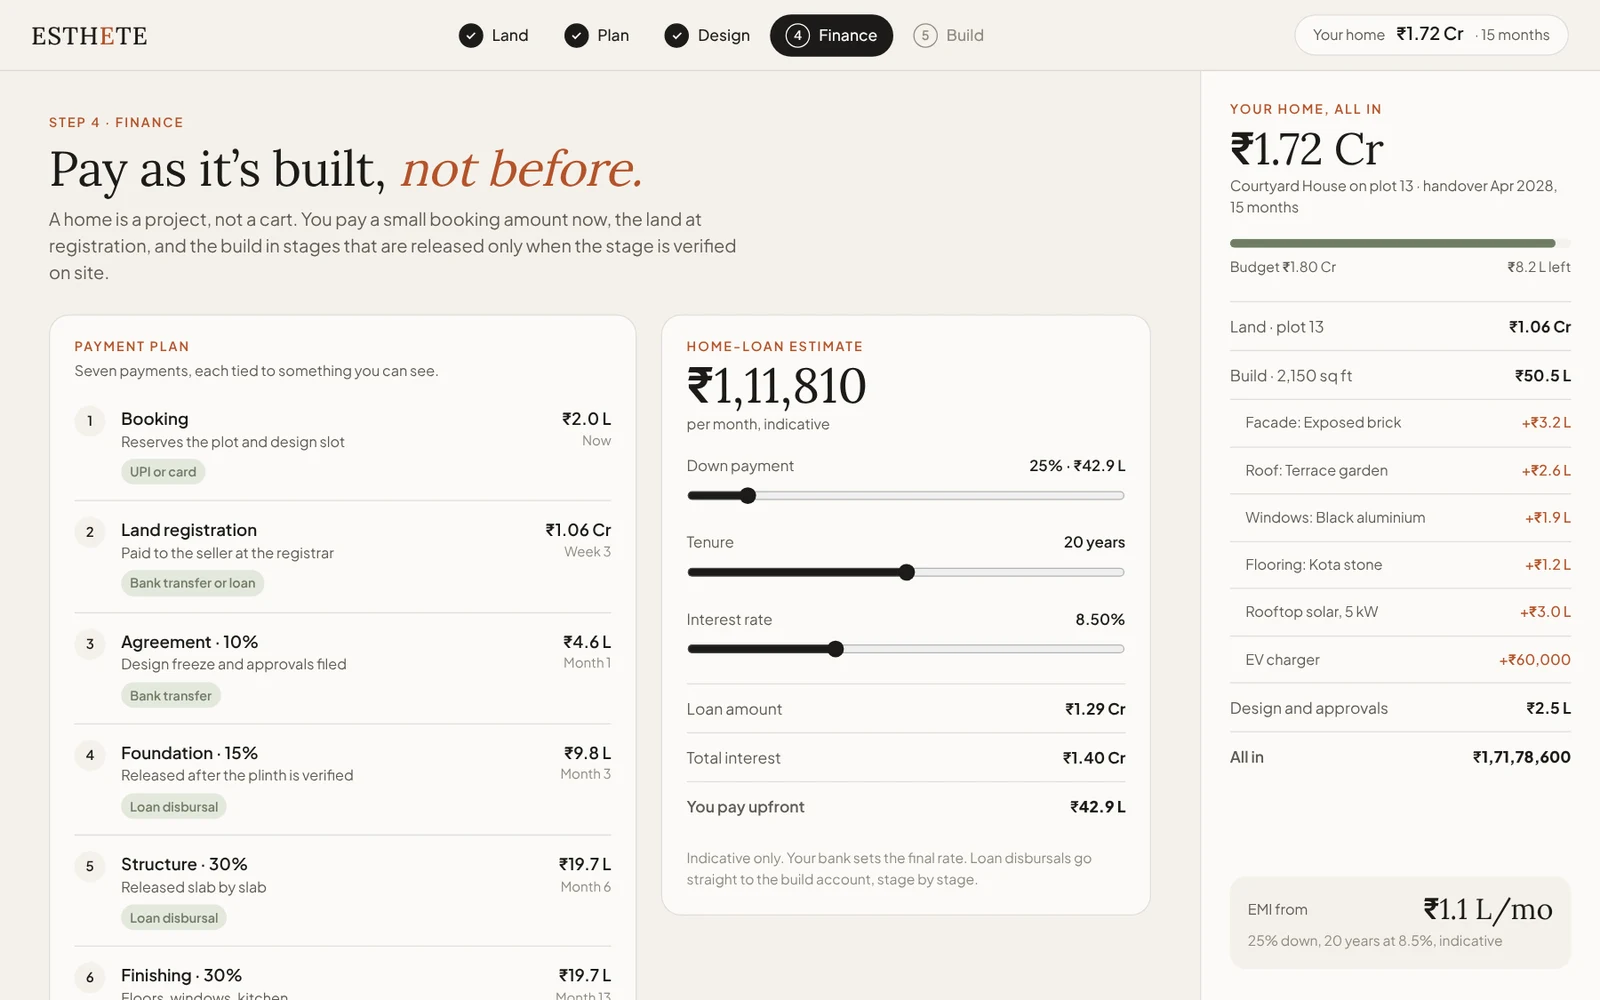 ESTHETE
Land
Plan
Design
4 Finance
5 Build
Your home ₹1.72 Cr · 15 months
STEP 4 · FINANCE
Pay as it’s built, not before.
A home is a project, not a cart. You pay a small booking amount now, the land at
registration, and the build in stages that are released only when the stage is verified
on site.
PAYMENT PLAN
Seven payments, each tied to something you can see.
1 Booking ₹2.0 L
Reserves the plot and design slot Now
UPI or card
2 Land registration ₹1.06 Cr
Paid to the seller at the registrar Week 3
Bank transfer or loan
3 Agreement · 10% ₹4.6 L
Design freeze and approvals filed Month 1
Bank transfer
4 Foundation · 15% ₹9.8 L
Released after the plinth is verified Month 3
Loan disbursal
5 Structure · 30% ₹19.7 L
Released slab by slab Month 6
Loan disbursal
6 Finishing · 30% ₹19.7 L
Floors, windows, kitchen Month 13
HOME-LOAN ESTIMATE
₹1,11,810
per month, indicative
Down payment 25% · ₹42.9 L
Tenure 20 years
Interest rate 8.50%
Loan amount ₹1.29 Cr
Total interest ₹1.40 Cr
You pay upfront ₹42.9 L
Indicative only. Your bank sets the final rate. Loan disbursals go
straight to the build account, stage by stage.
YOUR HOME, ALL IN
₹1.72 Cr
Courtyard House on plot 13 · handover Apr 2028,
15 months
Budget ₹1.80 Cr ₹8.2 L left
Land · plot 13 ₹1.06 Cr
Build · 2,150 sq ft ₹50.5 L
Facade: Exposed brick +₹3.2 L
Roof: Terrace garden +₹2.6 L
Windows: Black aluminium +₹1.9 L
Flooring: Kota stone +₹1.2 L
Rooftop solar, 5 kW +₹3.0 L
EV charger +₹60,000
Design and approvals ₹2.5 L
All in ₹1,71,78,600
EMI from ₹1.1 L/mo
25% down, 20 years at 8.5%, indicative